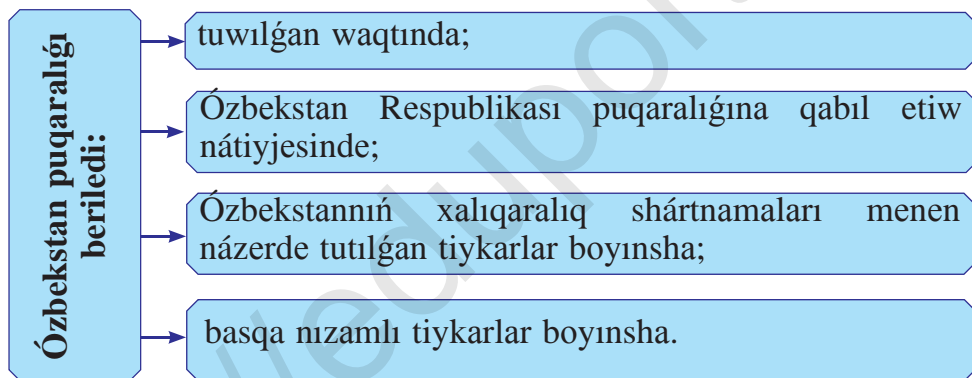 Ózbekstan puqaralıǵı
beriledi:
tuwılǵan waqtında;
Ózbekstan Respublikası puqaralıǵına qabıl etiw
nátiyjesinde;
Ózbekstannıń xalıqaralıq shártnamaları menen
názerde tutılǵan tiykarlar boyınsha;
basqa nızamlı tiykarlar boyınsha.